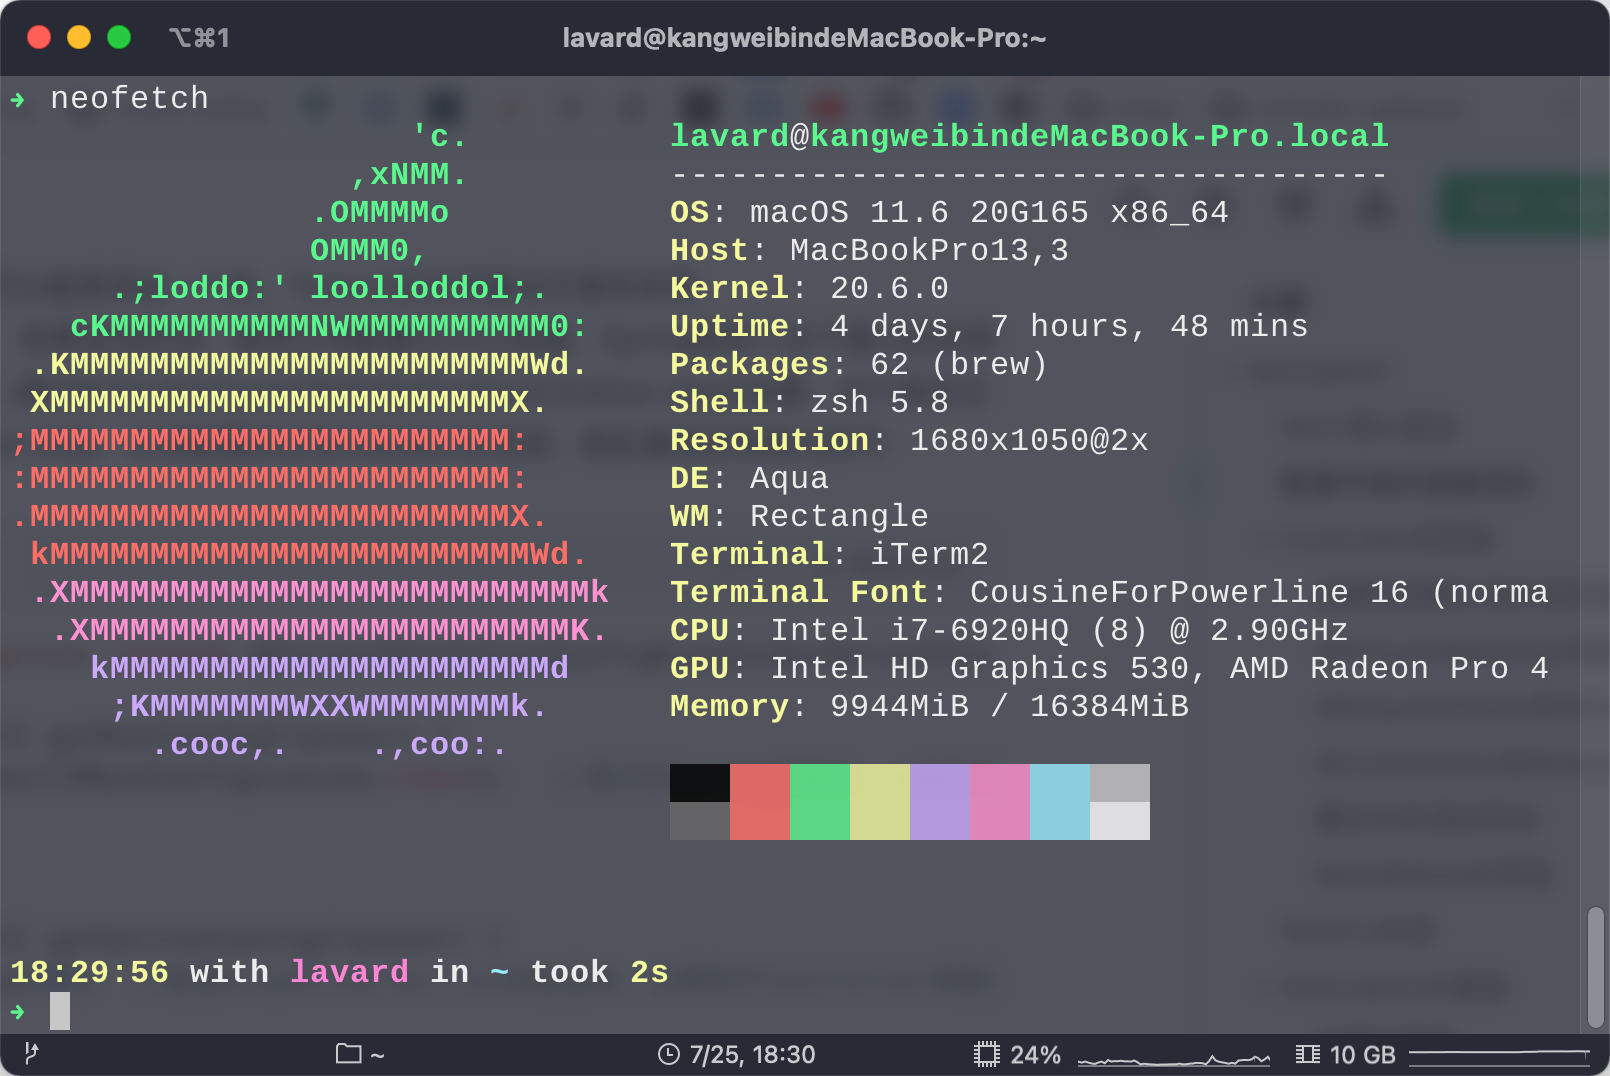 ⌥⌘1 lavard@kangweibindeMacBook-Pro:~
➜ neofetch
'c. lavard@kangweibindeMacBook-Pro.local
,xNMM. ------------------------------------
.OMMMMo OS: macOS 11.6 20G165 x86_64
OMMM0, Host: MacBookPro13,3
.;loddo:' loolloddol;. Kernel: 20.6.0
cKMMMMMMMMMMNWMMMMMMMMMM0: Uptime: 4 days, 7 hours, 48 mins
.KMMMMMMMMMMMMMMMMMMMMMMMWd. Packages: 62 (brew)
XMMMMMMMMMMMMMMMMMMMMMMMX. Shell: zsh 5.8
;MMMMMMMMMMMMMMMMMMMMMMMM: Resolution: 1680x1050@2x
:MMMMMMMMMMMMMMMMMMMMMMMM: DE: Aqua
.MMMMMMMMMMMMMMMMMMMMMMMMX. WM: Rectangle
kMMMMMMMMMMMMMMMMMMMMMMMMWd. Terminal: iTerm2
.XMMMMMMMMMMMMMMMMMMMMMMMMMMk Terminal Font: CousineForPowerline 16 (norma
.XMMMMMMMMMMMMMMMMMMMMMMMMK. CPU: Intel i7-6920HQ (8) @ 2.90GHz
kMMMMMMMMMMMMMMMMMMMMMMd GPU: Intel HD Graphics 530, AMD Radeon Pro 4
;KMMMMMMMWXXWMMMMMMMk. Memory: 9944MiB / 16384MiB
.cooc,. .,coo:.
18:29:56 with lavard in ~ took 2s
➜
~ 7/25, 18:30 24% 10 GB